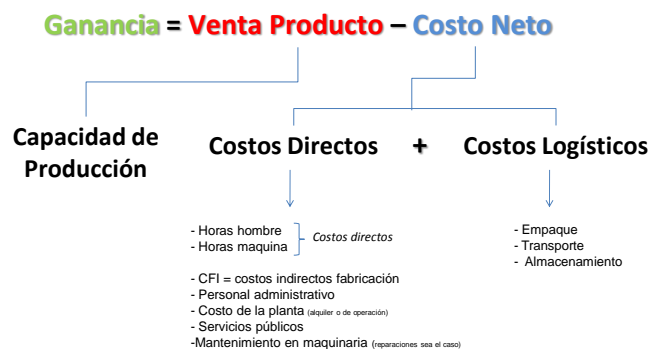 Ganancia = Venta Producto – Costo Neto
Capacidad de
Producción
Costos Directos + Costos Logísticos
- Horas hombre
- Horas maquina
Costos directos
- CFI = costos indirectos fabricación
- Personal administrativo
- Costo de la planta (alquiler o de operación)
- Servicios públicos
-Mantenimiento en maquinaria (reparaciones sea el caso)
- Empaque
- Transporte
- Almacenamiento